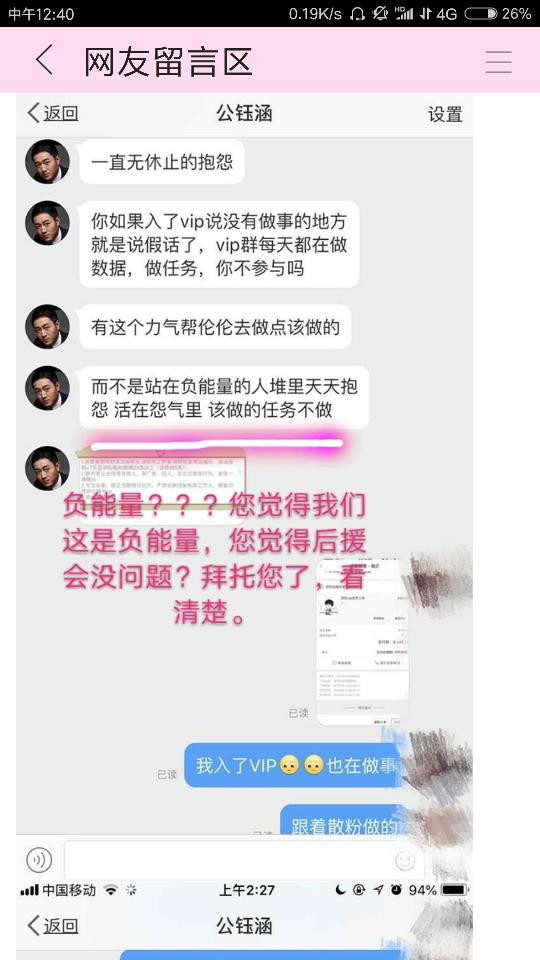 中午12:40
0.19K/s
HD
4G
26%
网友留言区
返回
公钰涵
设置
一直无休止的抱怨
你如果入了vip说没有做事的地方
就是说假话了，vip群每天都在做
数据，做任务，你不参与吗
有这个力气帮伦伦去做点该做的
而不是站在负能量的人堆里天天抱
怨 活在怨气里 该做的任务不做
负能量？？？您觉得我们
这是负能量，您觉得后援
会没问题？拜托您了，看
清楚。
已读
已读
我入了VIP🥺🥺也在做事
跟着散粉做的
中国移动
上午2:27
94%
返回
公钰涵